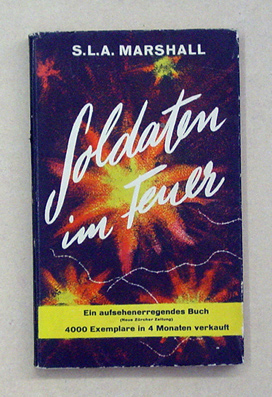 S.L.A. MARSHALL
Soldaten
im Feuer
Ein aufsehenerregendes Buch
(Neue Zürcher Zeitung)
4000 Exemplare in 4 Monaten verkauft